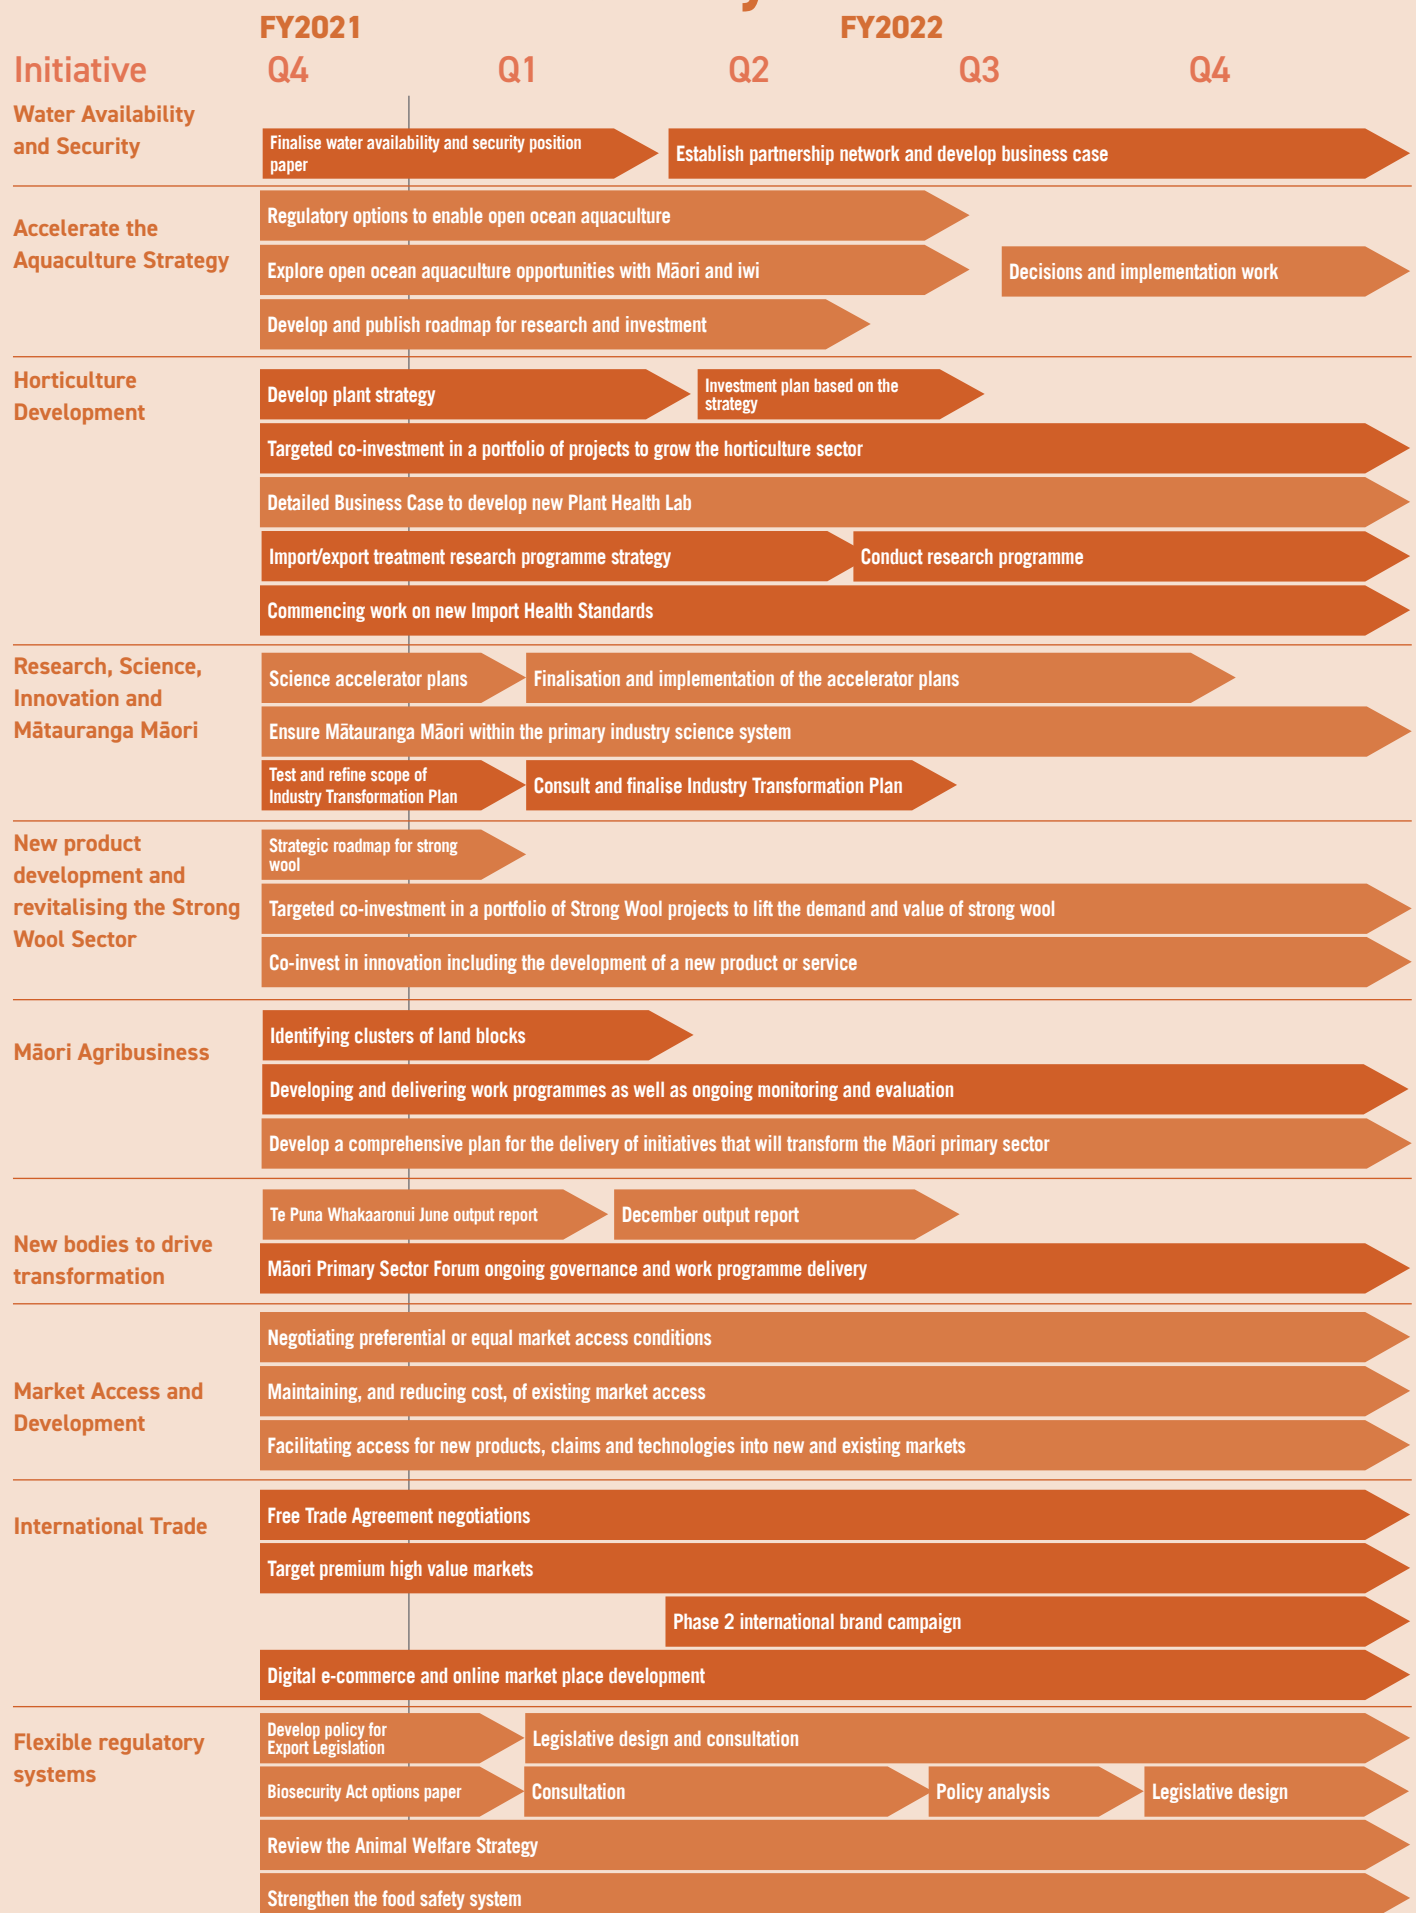 FY2021 FY2022
Initiative Q4 Q1 Q2 Q3 Q4
Water Availability
and Security
Finalise water availability and security position
paper
Establish partnership network and develop business case
Accelerate the
Aquaculture Strategy
Regulatory options to enable open ocean aquaculture
Explore open ocean aquaculture opportunities with Māori and iwi
Decisions and implementation work
Develop and publish roadmap for research and investment
Horticulture
Development
Develop plant strategy
Investment plan based on the
strategy
Targeted co-investment in a portfolio of projects to grow the horticulture sector
Detailed Business Case to develop new Plant Health Lab
Import/export treatment research programme strategy
Conduct research programme
Commencing work on new Import Health Standards
Research, Science,
Innovation and
Mātauranga Māori
Science accelerator plans
Finalisation and implementation of the accelerator plans
Ensure Mātauranga Māori within the primary industry science system
Test and refine scope of
Industry Transformation Plan
Consult and finalise Industry Transformation Plan
New product
development and
revitalising the Strong
Wool Sector
Strategic roadmap for strong
wool
Targeted co-investment in a portfolio of Strong Wool projects to lift the demand and value of strong wool
Co-invest in innovation including the development of a new product or service
Māori Agribusiness
Identifying clusters of land blocks
Developing and delivering work programmes as well as ongoing monitoring and evaluation
Develop a comprehensive plan for the delivery of initiatives that will transform the Māori primary sector
New bodies to drive
transformation
Te Puna Whakaaronui June output report
December output report
Māori Primary Sector Forum ongoing governance and work programme delivery
Market Access and
Development
Negotiating preferential or equal market access conditions
Maintaining, and reducing cost, of existing market access
Facilitating access for new products, claims and technologies into new and existing markets
International Trade
Free Trade Agreement negotiations
Target premium high value markets
Phase 2 international brand campaign
Digital e-commerce and online market place development
Flexible regulatory
systems
Develop policy for
Export Legislation
Legislative design and consultation
Biosecurity Act options paper
Consultation
Policy analysis
Legislative design
Review the Animal Welfare Strategy
Strengthen the food safety system